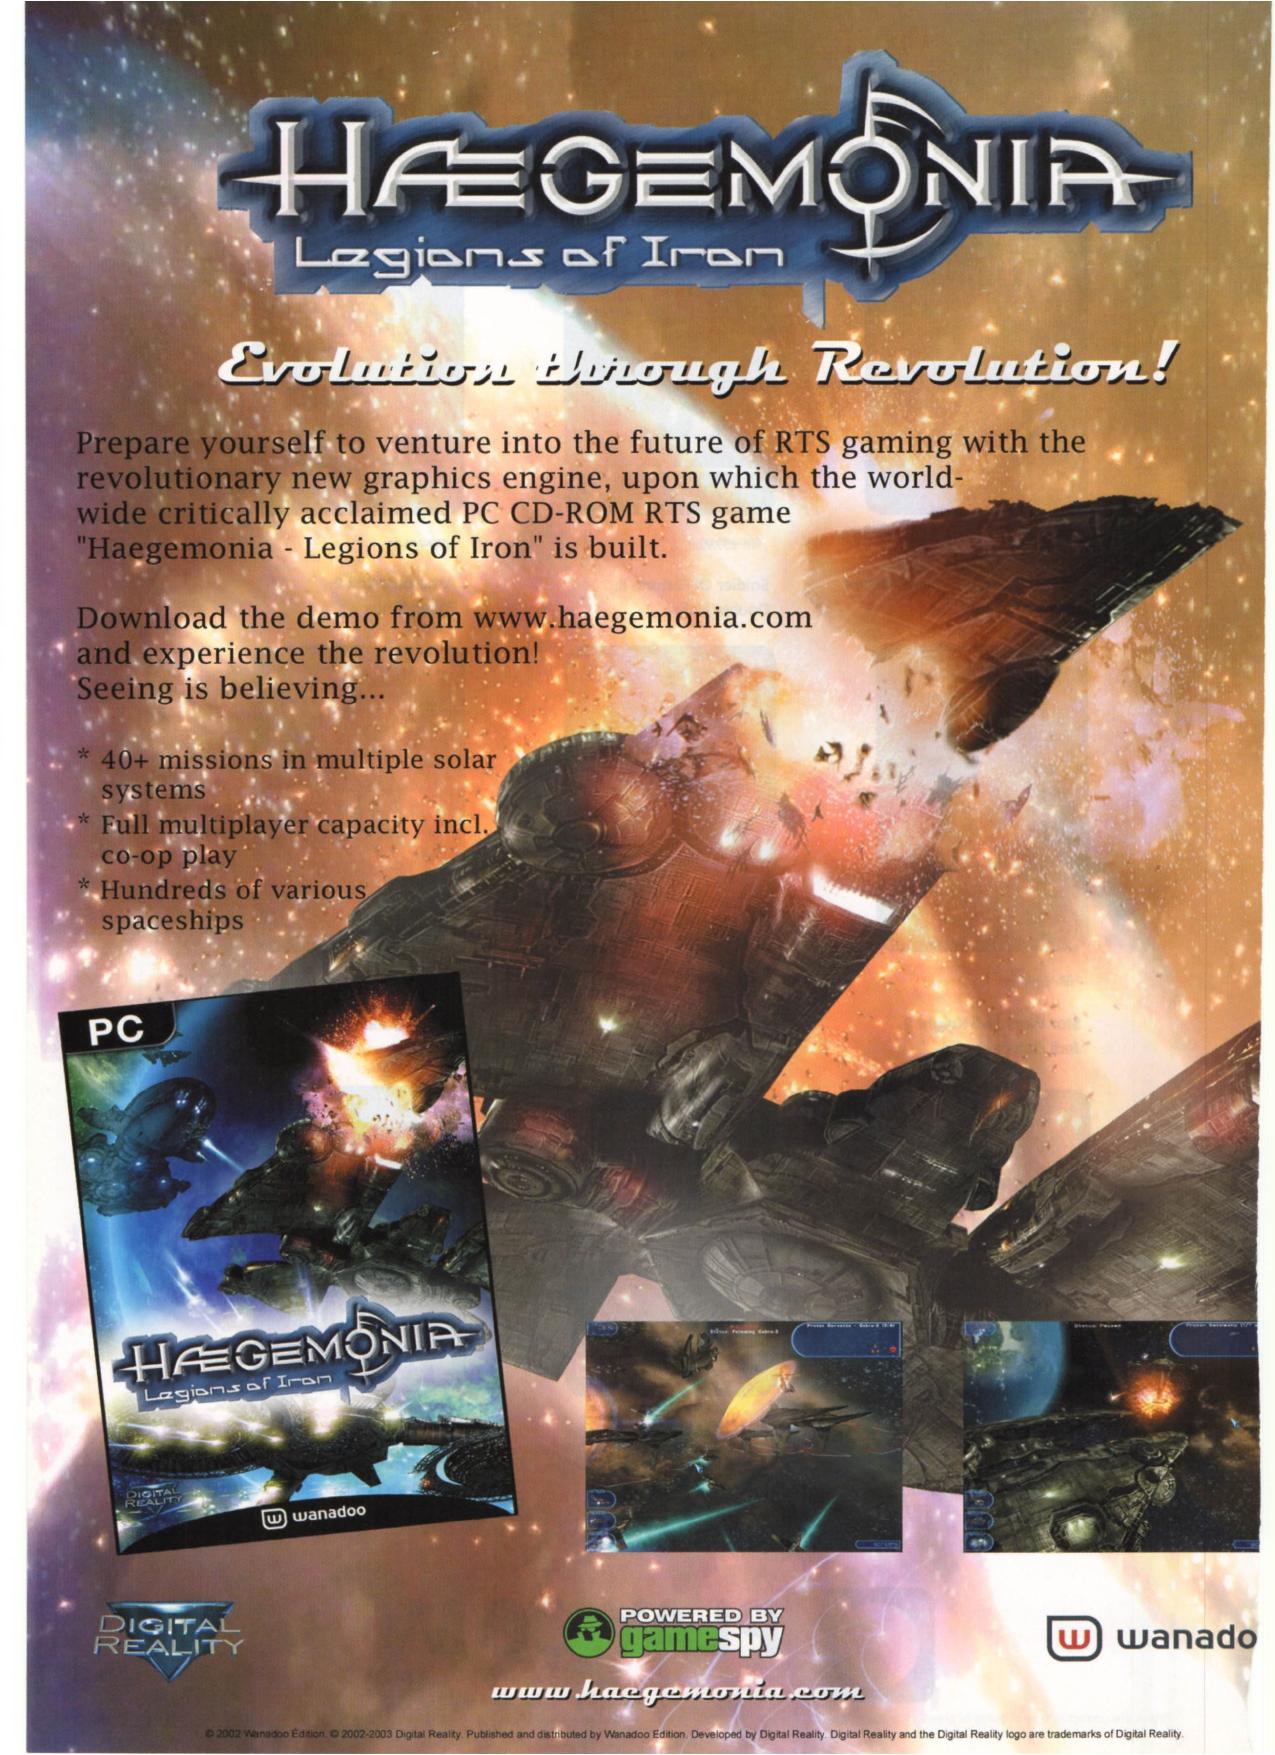 HÆGEMONIA
Legions of Iron
Evolution through Revolution!
Prepare yourself to venture into the future of RTS gaming with the
revolutionary new graphics engine, upon which the world-
wide critically acclaimed PC CD-ROM RTS game
"Haegemonia - Legions of Iron" is built.
Download the demo from www.haegemonia.com
and experience the revolution!
Seeing is believing...
* 40+ missions in multiple solar
systems
* Full multiplayer capacity incl.
co-op play
* Hundreds of various
spaceships
PC
HÆGEMONIA
Legions of Iron
DIGITAL
REALITY
wanadoo
DIGITAL
REALITY
POWERED BY
gamespy
wanado
www.haegemonia.com
© 2002 Wanadoo Edition. © 2002-2003 Digital Reality. Published and distributed by Wanadoo Edition. Developed by Digital Reality. Digital Reality and the Digital Reality logo are trademarks of Digital Reality.